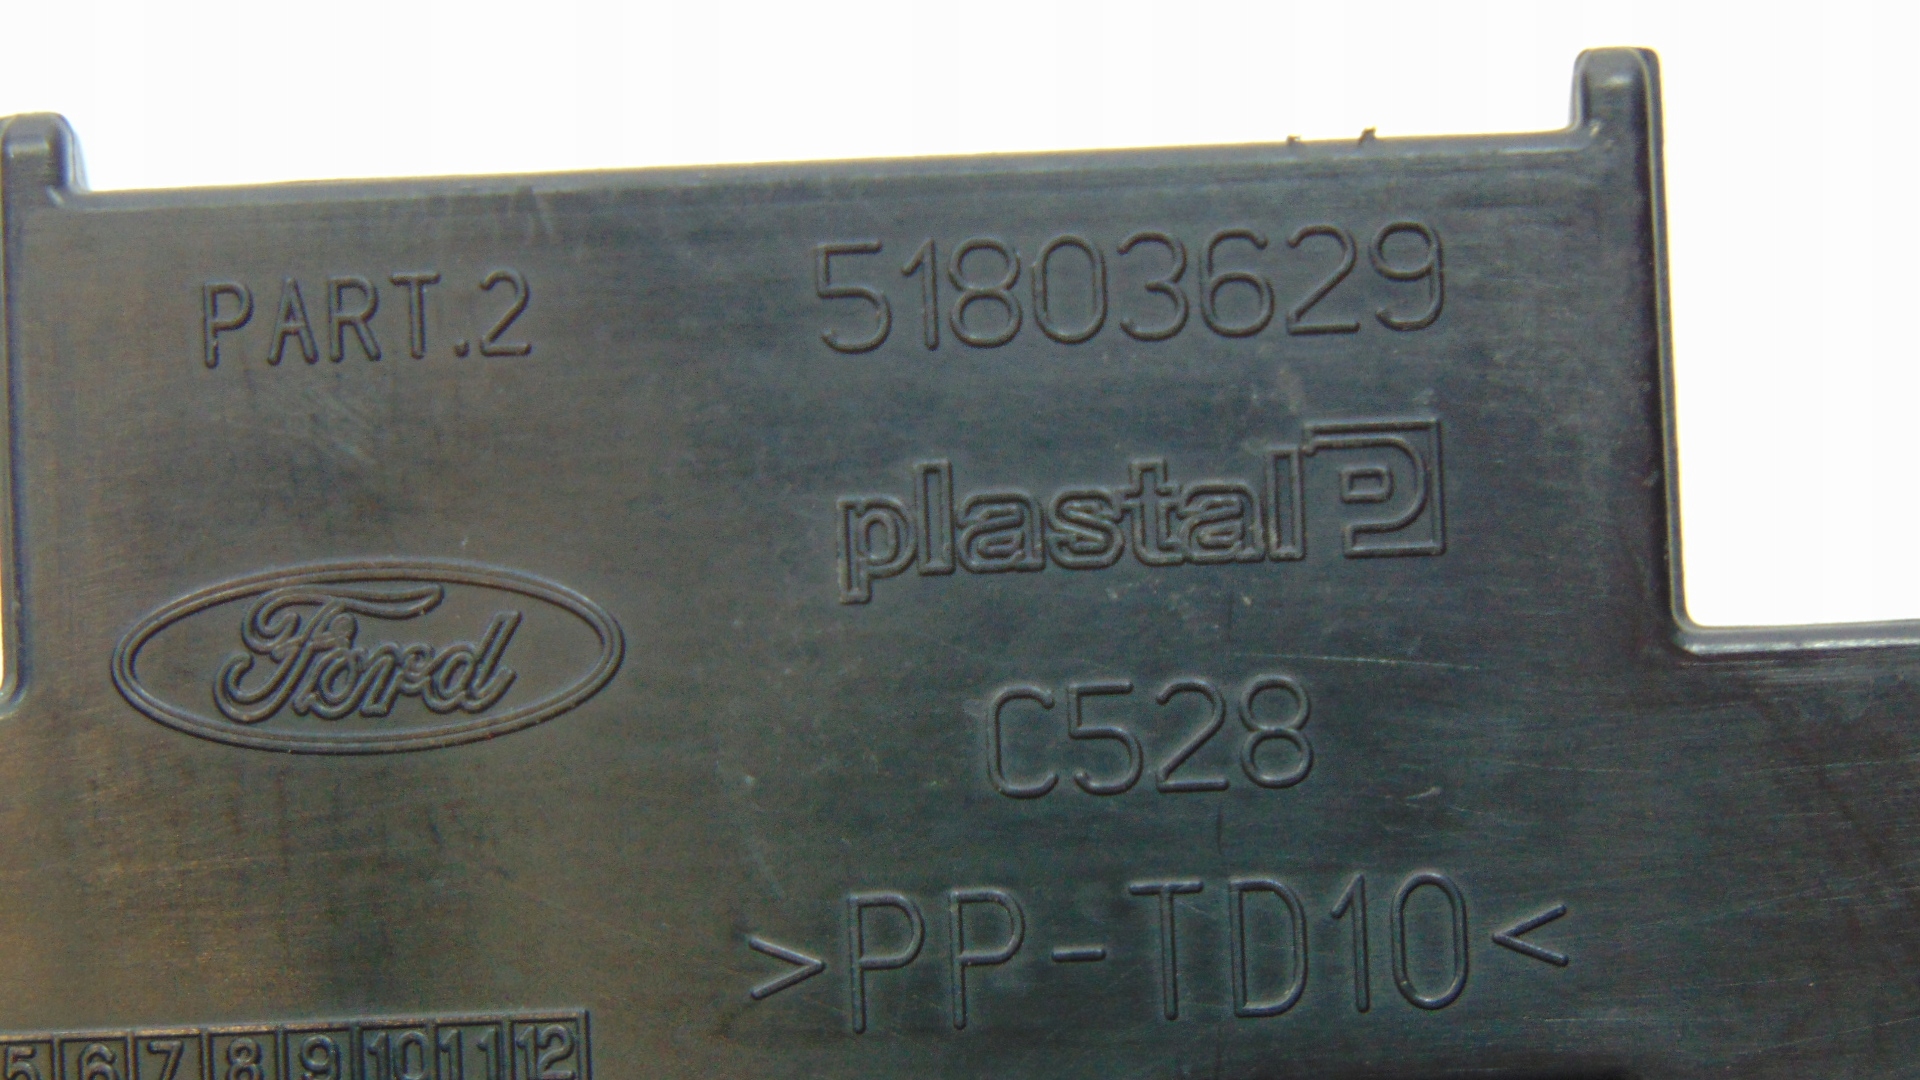 PART.2
51803629
plastal P
Ford
C528
>PP-TD10<
5 6 7 8 9 10 11 12